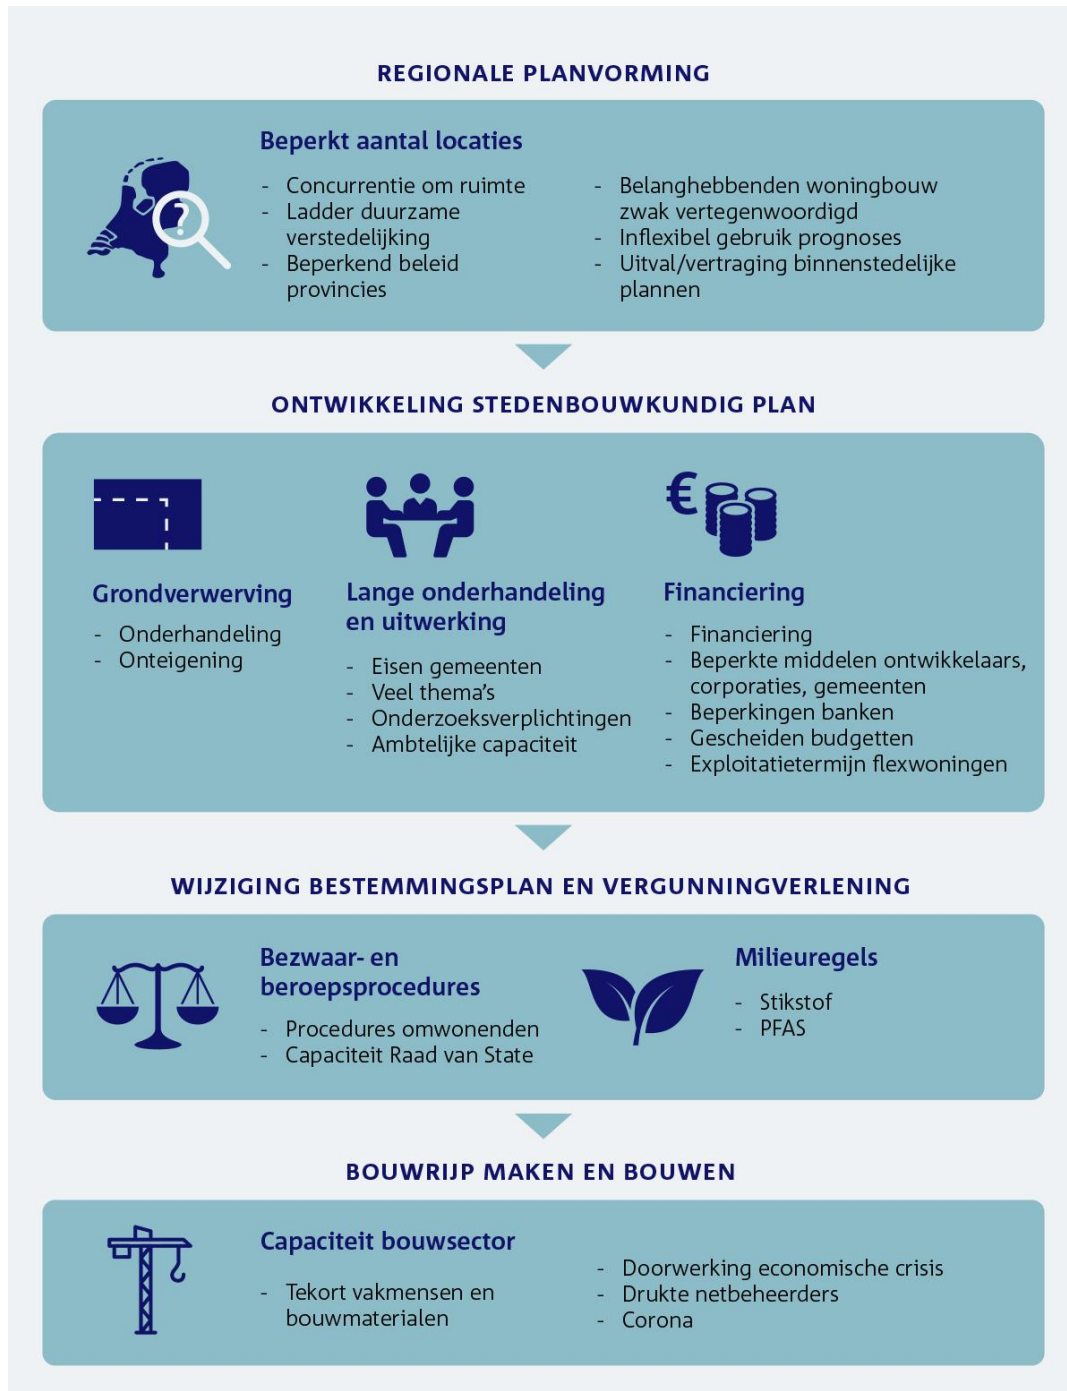 REGIONALE PLANVORMING
Beperkt aantal locaties
- Concurrentie om ruimte
- Ladder duurzame
verstedelijking
- Beperkend beleid
provincies
- Belanghebbenden woningbouw
zwak vertegenwoordigd
- Inflexibel gebruik prognoses
- Uitval/vertraging binnenstedelijke
plannen
?
ONTWIKKELING STEDENBOUWKUNDIG PLAN
Grondverwerving
- Onderhandeling
- Onteigening
Lange onderhandeling
en uitwerking
- Eisen gemeenten
- Veel thema's
- Onderzoeksverplichtingen
- Ambtelijke capaciteit
€
Financiering
- Financiering
- Beperkte middelen ontwikkelaars,
corporaties, gemeenten
- Beperkingen banken
- Gescheiden budgetten
- Exploitatietermijn flexwoningen
WIJZIGING BESTEMMINGSPLAN EN VERGUNNINGVERLENING
Bezwaar- en
beroepsprocedures
- Procedures omwonenden
- Capaciteit Raad van State
Milieuregels
- Stikstof
- PFAS
BOUWRIJP MAKEN EN BOUWEN
Capaciteit bouwsector
- Tekort vakmensen en
bouwmaterialen
- Doorwerking economische crisis
- Drukte netbeheerders
- Corona